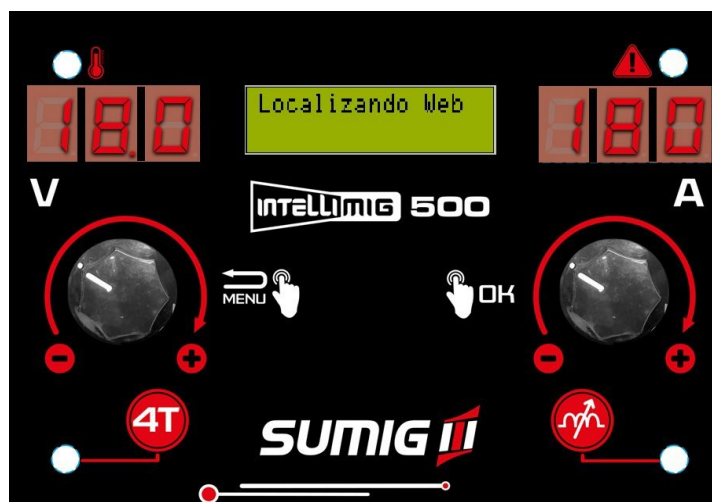 18.0
Localizando Web
180
V
INTELLIMIG 500
A
MENU
OK
4T
SUMIG